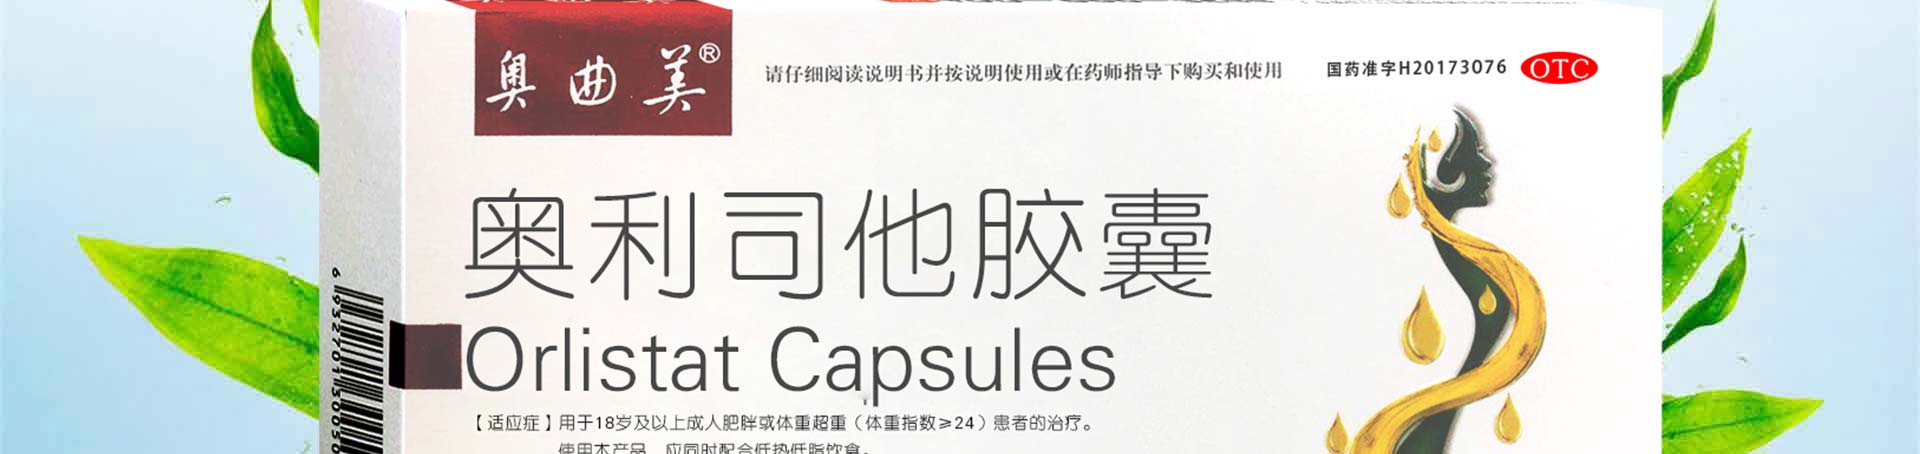 奥曲美®
请仔细阅读说明书并按说明使用或在药师指导下购买和使用
国药准字H20173076
OTC
奥利司他胶囊
Orlistat Capsules
【适应症】用于18岁及以上成人肥胖或体重超重（体重指数≥24）患者的治疗。
使用本产品，应同时配合低热低脂饮食。